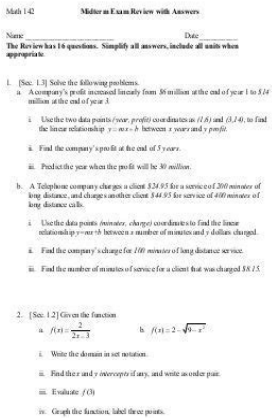 Math 142 Midterm Exam Review with Answers
Name Date
The Review has 16 questions. Simplify all answers, include all units when
appropriate.
1. [Sec. 1.3] Solve the following problems.
a. A company's profit increased linearly from $6 million at the end of year 1 to $14
million at the end of year 3.
i. Use the two data points (year, profit) coordinates as (1,6) and (3,14), to find
the linear relationship y = mx + b between x years and y profit.
ii. Find the company's profit at the end of 5 years.
iii. Predict the year when the profit will be 30 million.
b. A Telephone company charges a client $24.95 for a service of 200 minutes of
long distance, and charges another client $44.95 for service of 400 minutes of
long distance calls.
i. Use the data points (minutes, charge) coordinates to find the linear
relationship y=mx+b between x number of minutes and y dollars charged.
ii. Find the company's charge for 100 minutes of long distance service.
iii. Find the number of minutes of service for a client that was charged $8.15.
2. [Sec. 1.2] Given the function
a. f(x) = 2/(2x-3) b. f(x) = 2-√(9-x²)
i. Write the domain in set notation.
ii. Find the x and y intercepts if any, and write as order pair.
iii. Evaluate f(3)
iv. Graph the function, label three points.